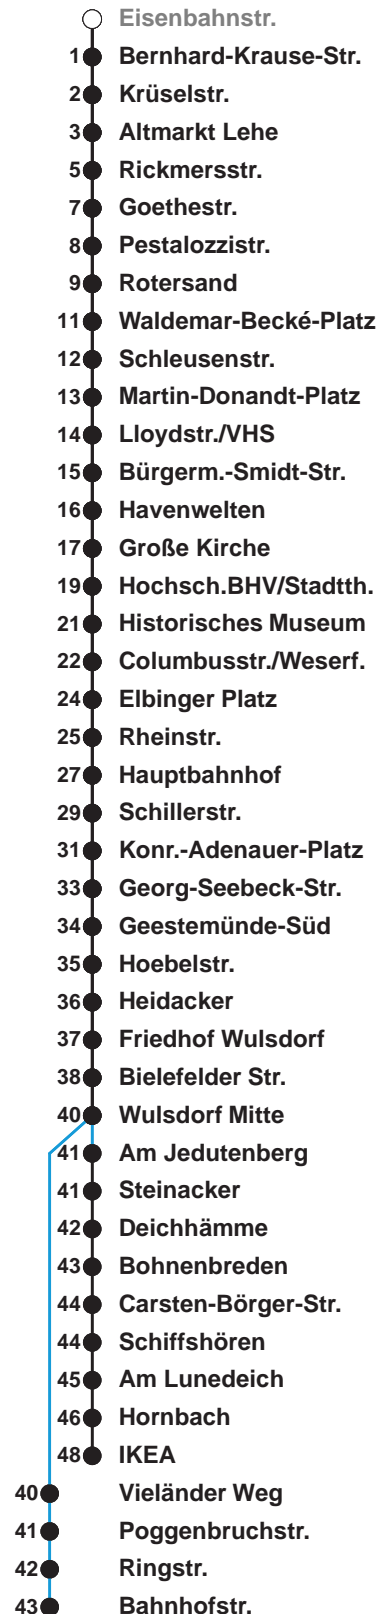 Eisenbahnstr.
1 Bernhard-Krause-Str.
2 Krüselstr.
3 Altmarkt Lehe
5 Rickmersstr.
7 Goethestr.
8 Pestalozzistr.
9 Rotersand
11 Waldemar-Becké-Platz
12 Schleusenstr.
13 Martin-Donandt-Platz
14 Lloydstr./VHS
15 Bürgerm.-Smidt-Str.
16 Havenwelten
17 Große Kirche
19 Hochsch.BHV/Stadtth.
21 Historisches Museum
22 Columbusstr./Weserf.
24 Elbinger Platz
25 Rheinstr.
27 Hauptbahnhof
29 Schillerstr.
31 Konr.-Adenauer-Platz
33 Georg-Seebeck-Str.
34 Geestemünde-Süd
35 Hoebelstr.
36 Heidacker
37 Friedhof Wulsdorf
38 Bielefelder Str.
40 Wulsdorf Mitte
41 Am Jedutenberg
41 Steinacker
42 Deichhämme
43 Bohnenbreden
44 Carsten-Börger-Str.
44 Schiffshören
45 Am Lunedeich
46 Hornbach
48 IKEA
40 Vieländer Weg
41 Poggenbruchstr.
42 Ringstr.
43 Bahnhofstr.